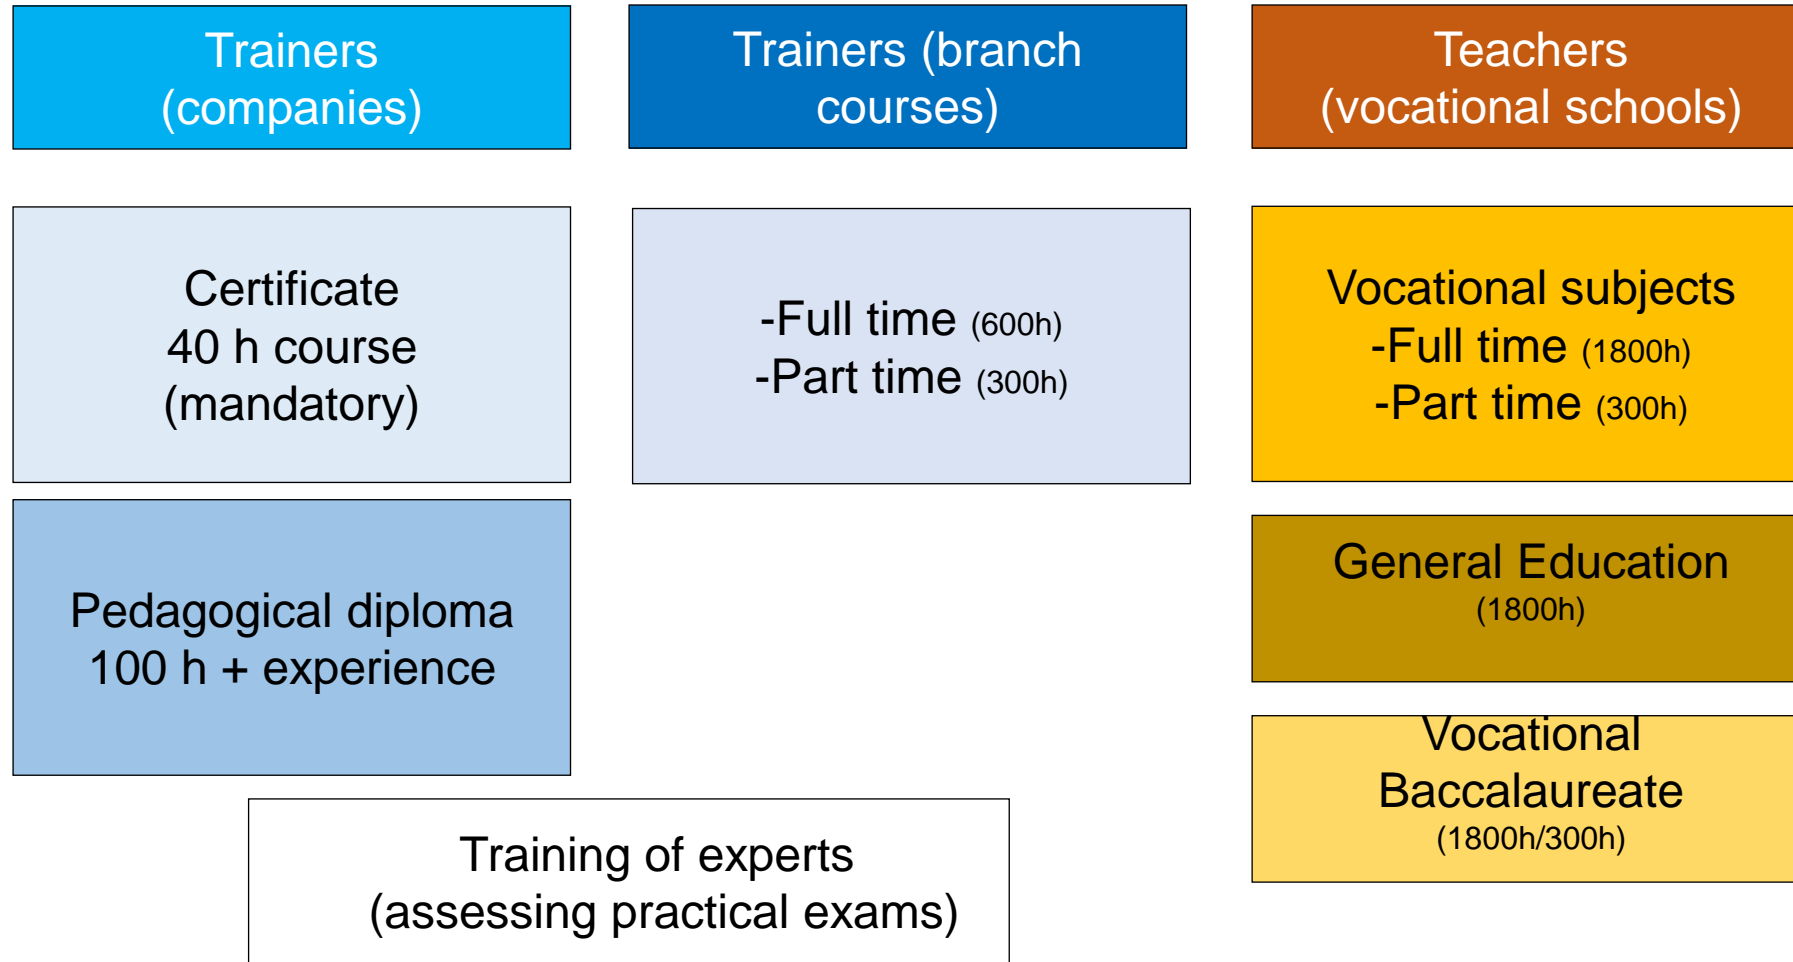 Trainers
(companies)
Trainers (branch
courses)
Teachers
(vocational schools)
Certificate
40 h course
(mandatory)
-Full time (600h)
-Part time (300h)
Vocational subjects
-Full time (1800h)
-Part time (300h)
Pedagogical diploma
100 h + experience
General Education
(1800h)
Vocational
Baccalaureate
(1800h/300h)
Training of experts
(assessing practical exams)